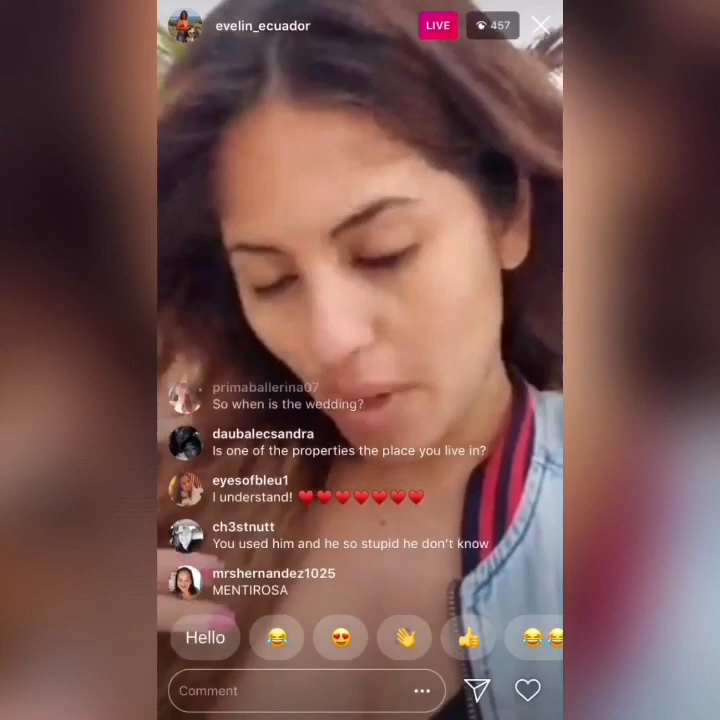 evelin_ecuador
LIVE
457
primaballerina07
So when is the wedding?
daubalecsandra
Is one of the properties the place you live in?
eyesofbleu1
I understand! ♥️♥️♥️♥️♥️♥️♥️
ch3stnutt
You used him and he so stupid he don't know
mrshernandez1025
MENTIROSA
Hello 😂 😍 👋 👍 😂😂
Comment